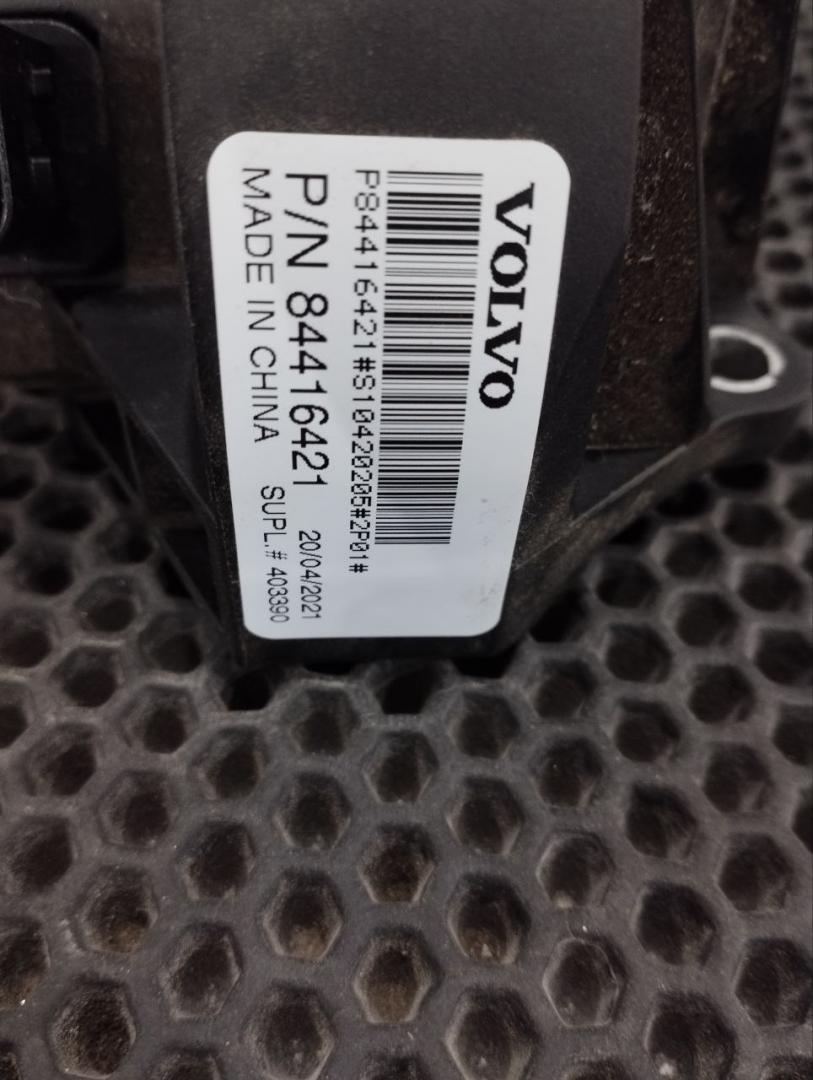 VOLVO
P84416421#S10420205#2P01#
P/N 84416421 20/04/2021
MADE IN CHINA SUPL.# 403390